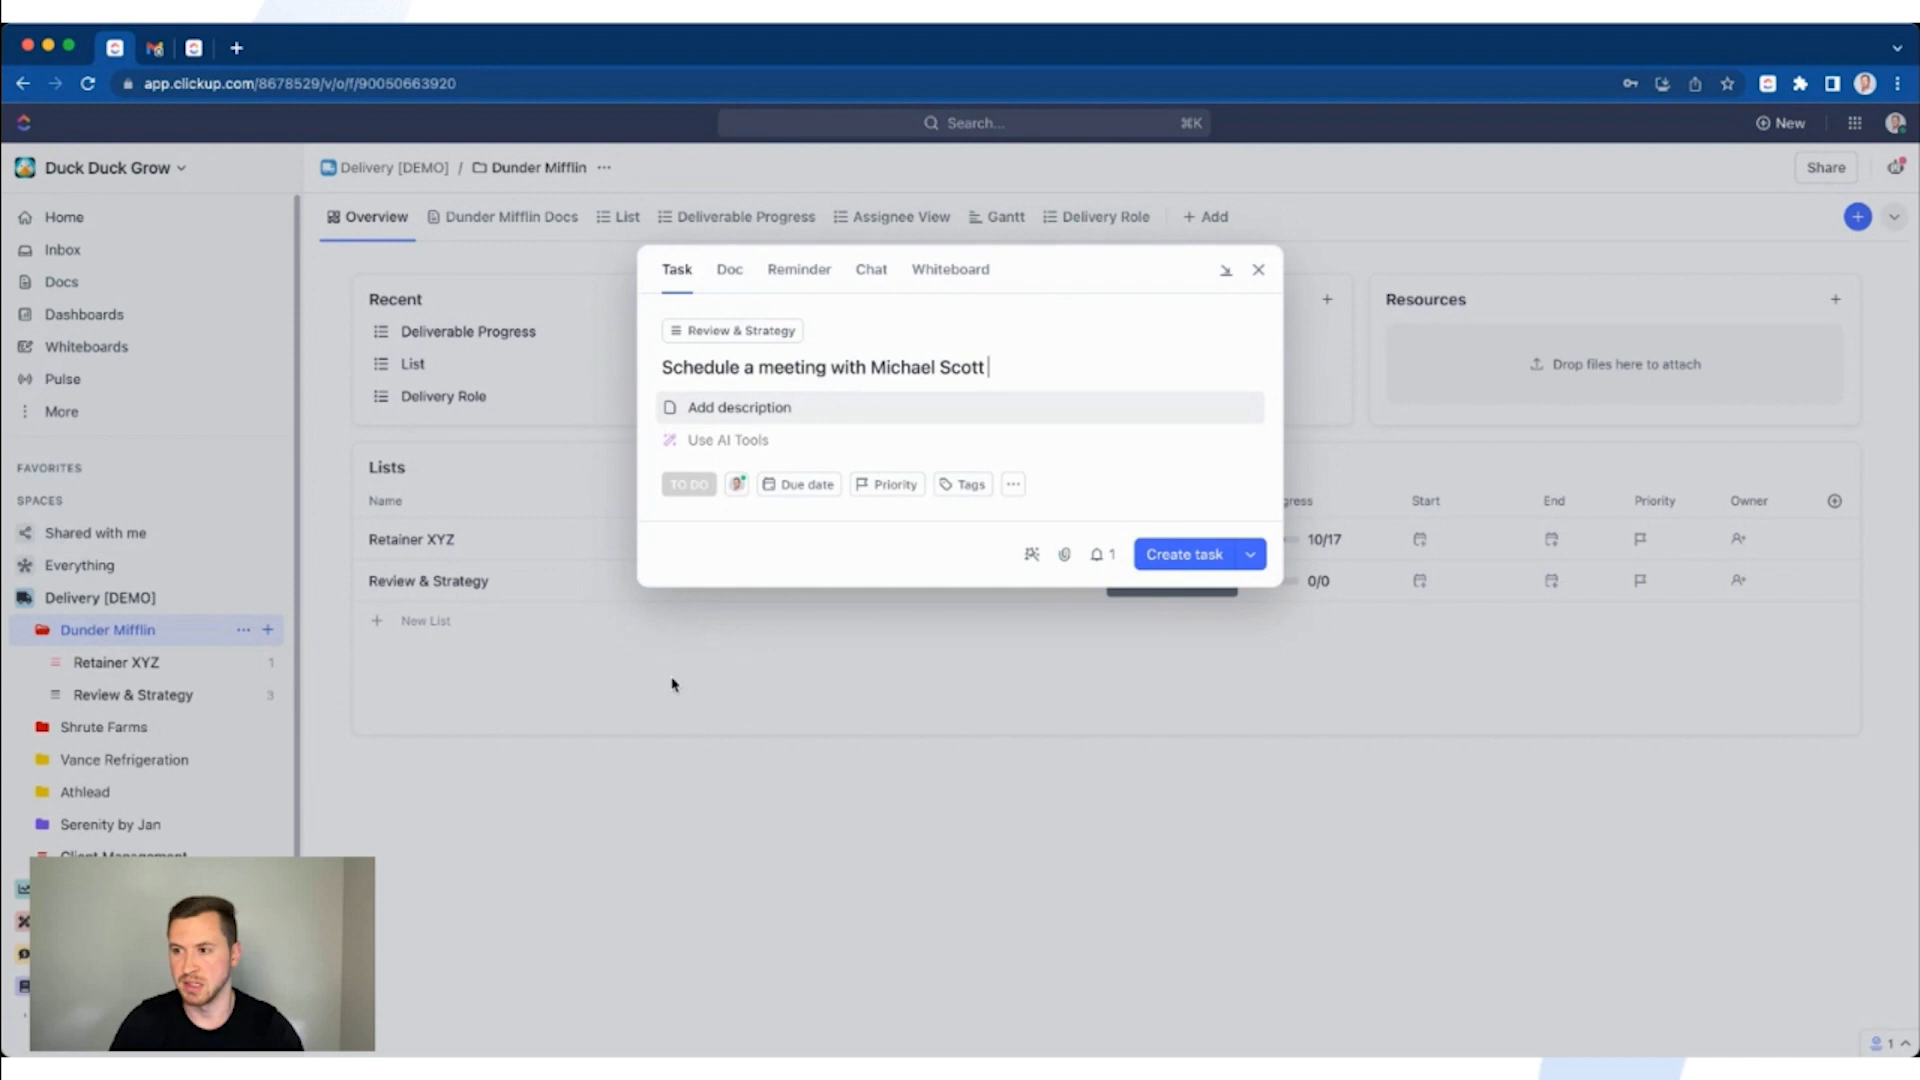 app.clickup.com/8678529/v/o/f/90050663920
Search...
⌘K
New
Duck Duck Grow
Delivery [DEMO] / Dunder Mifflin
Share
Home
Inbox
Docs
Dashboards
Whiteboards
Pulse
More
FAVORITES
SPACES
Shared with me
Everything
Delivery [DEMO]
Dunder Mifflin
Retainer XYZ 1
Review & Strategy 3
Shrute Farms
Vance Refrigeration
Athlead
Serenity by Jan
Client Management
Overview
Dunder Mifflin Docs
List
Deliverable Progress
Assignee View
Gantt
Delivery Role
+ Add
Recent
Deliverable Progress
List
Delivery Role
Resources
Drop files here to attach
Task
Doc
Reminder
Chat
Whiteboard
Review & Strategy
Schedule a meeting with Michael Scott
Add description
Use AI Tools
TO DO
Due date
Priority
Tags
1
Create task
Lists
Name
Start
End
Priority
Owner
Retainer XYZ
10/17
Review & Strategy
0/0
New List
1